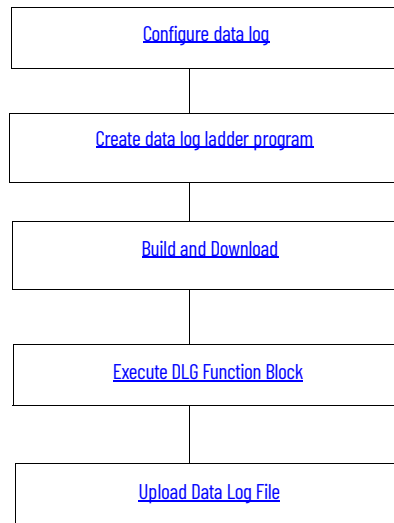 Configure data log
Create data log ladder program
Build and Download
Execute DLG Function Block
Upload Data Log File